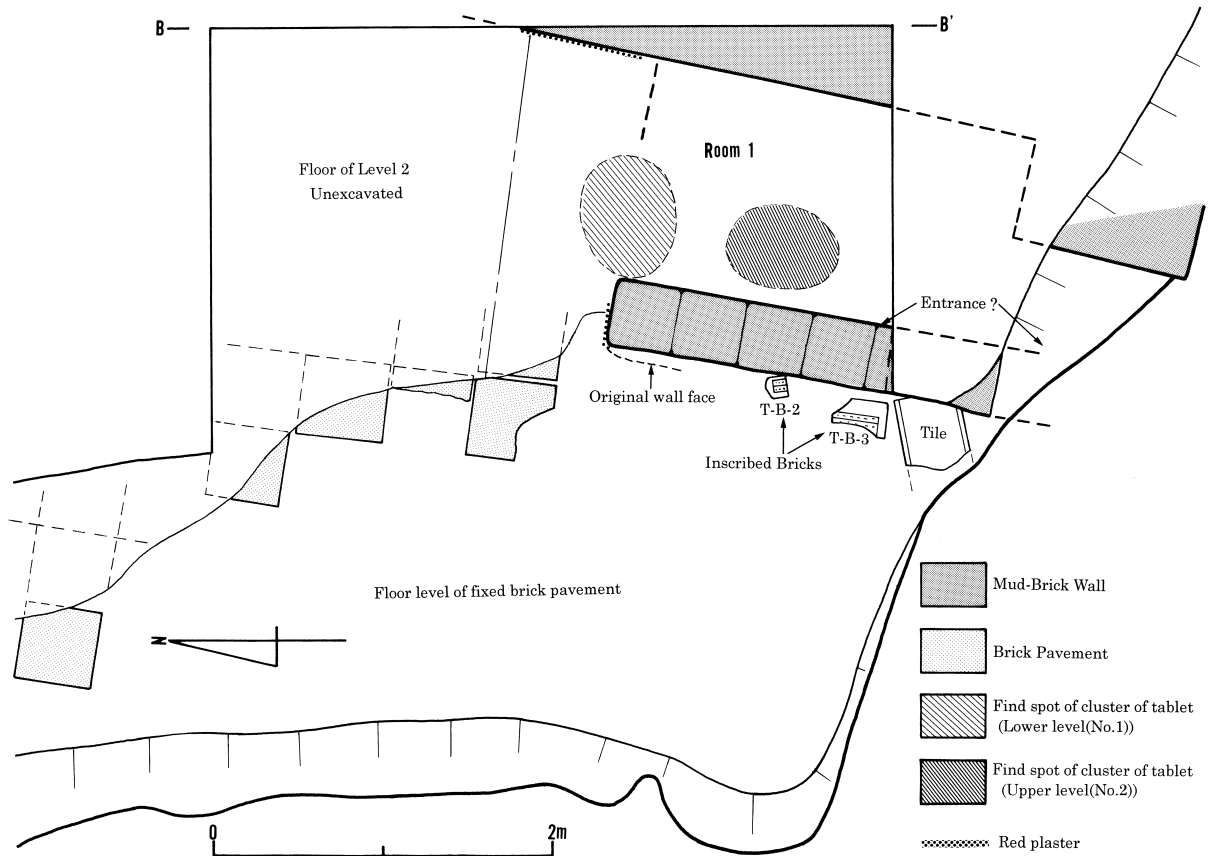 B
B'
Room 1
Floor of Level 2
Unexcavated
Entrance ?
Original wall face
T-B-2
T-B-3
Tile
Inscribed Bricks
Floor level of fixed brick pavement
N
Mud-Brick Wall
Brick Pavement
Find spot of cluster of tablet
(Lower level(No.1))
Find spot of cluster of tablet
(Upper level(No.2))
Red plaster
0
2m